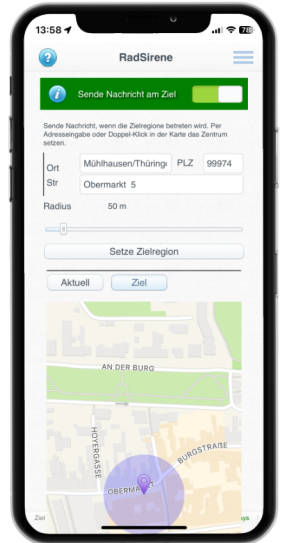 13:58
78
?
RadSirene
i
Sende Nachricht am Ziel
Sende Nachricht, wenn die Zielregione betreten wird. Per
Adresseingabe oder Doppel-Klick in der Karte das Zentrum
setzen.
Ort Mühlhausen/Thüringe PLZ 99974
Str Obermarkt 5
Radius 50 m
Setze Zielregion
Aktuell Ziel
AN DER BURG
HOYERGASSE
BURGSTRAßE
OBERMA
Ziel